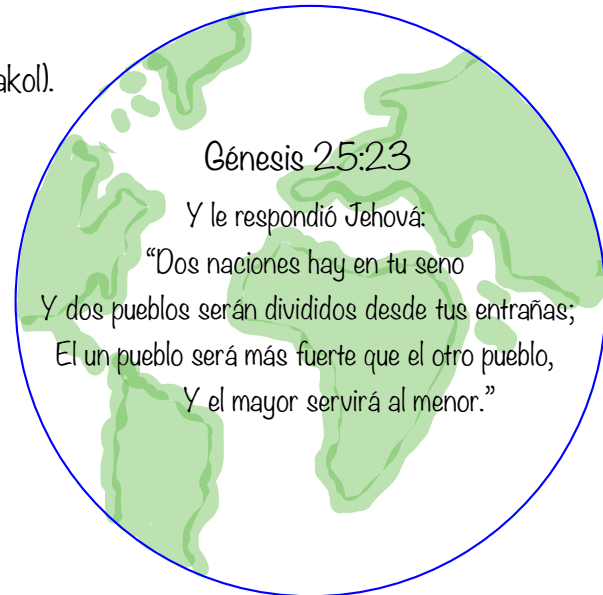 akol).
Génesis 25:23
Y le respondió Jehová:
“Dos naciones hay en tu seno
Y dos pueblos serán divididos desde tus entrañas;
El un pueblo será más fuerte que el otro pueblo,
Y el mayor servirá al menor.”